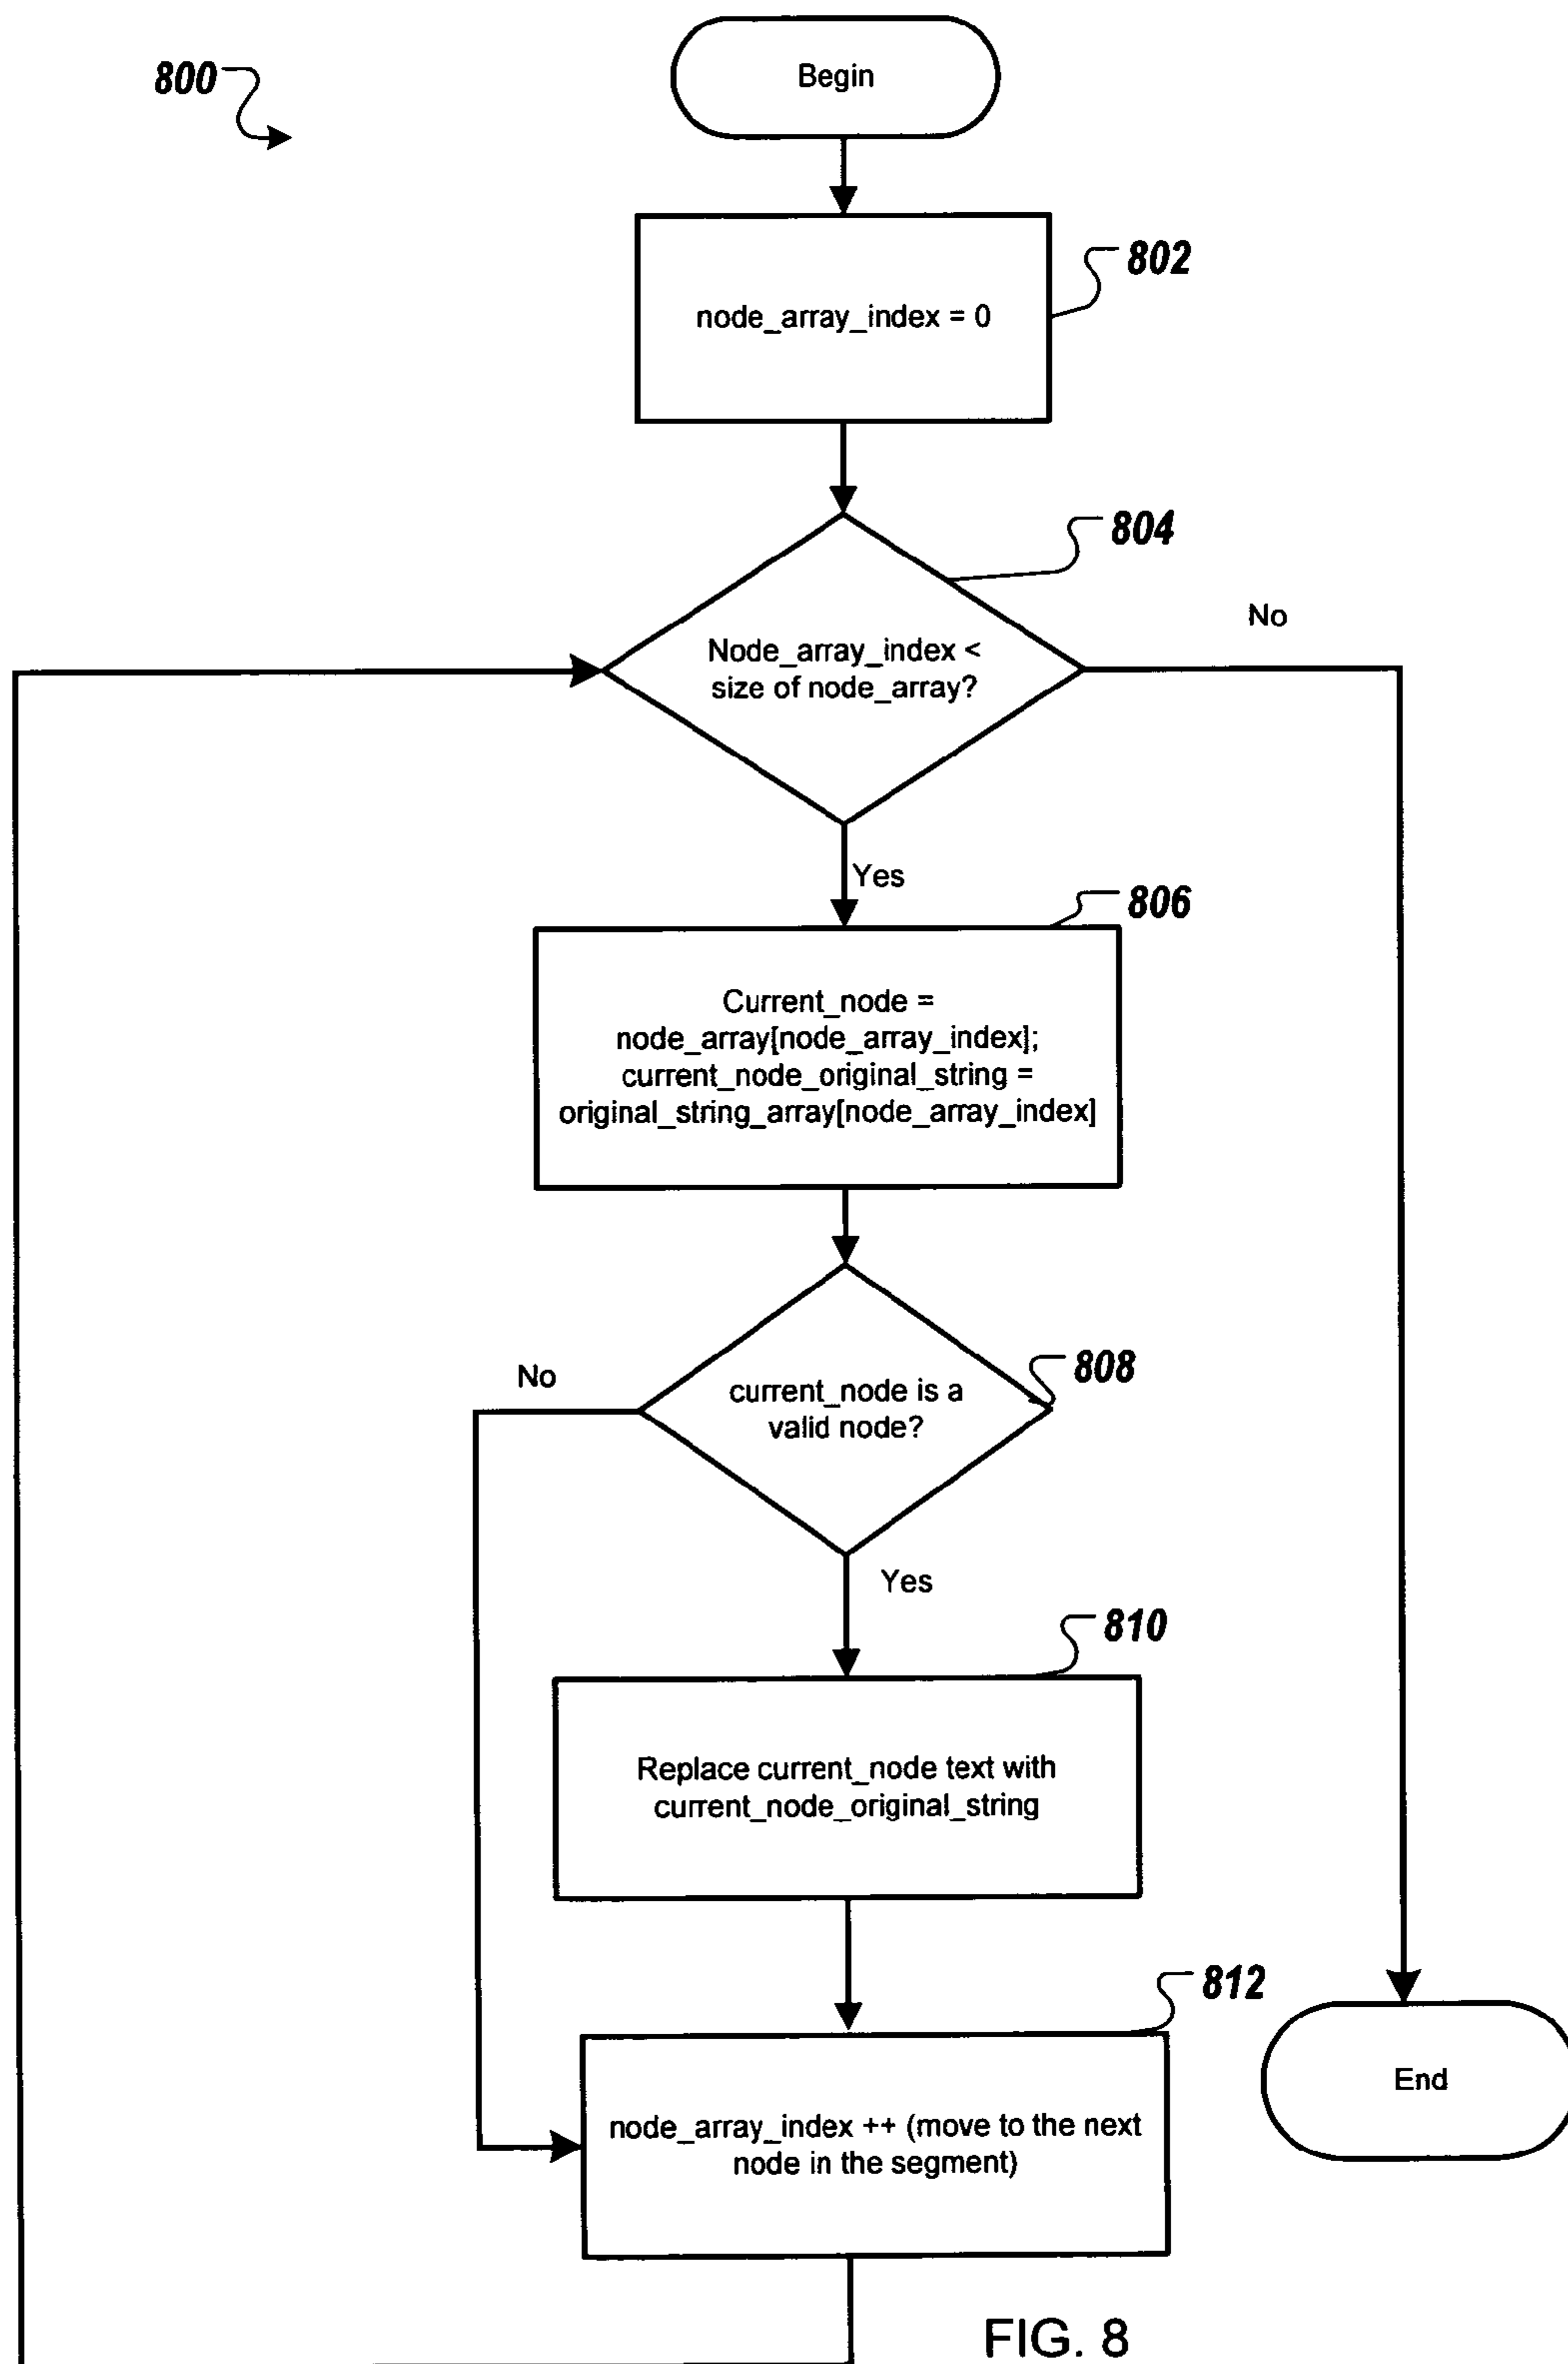 800
Begin
node_array_index = 0
802
804
No
Node_array_index <
size of node_array?
Yes
806
Current_node =
node_array[node_array_index];
current_node_original_string =
original_string_array[node_array_index]
No
current_node is a
valid node?
808
Yes
810
Replace current_node text with
current_node_original_string
812
node_array_index ++ (move to the next
node in the segment)
End
FIG. 8